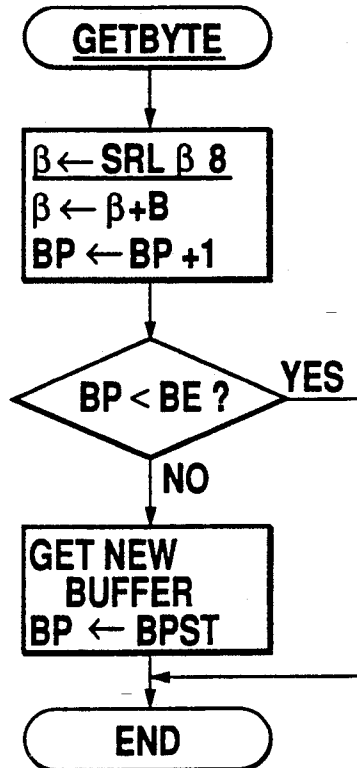 GETBYTE
β ← SRL β 8
β ← β+B
BP ← BP +1
BP < BE ?
YES
NO
GET NEW
BUFFER
BP ← BPST
END